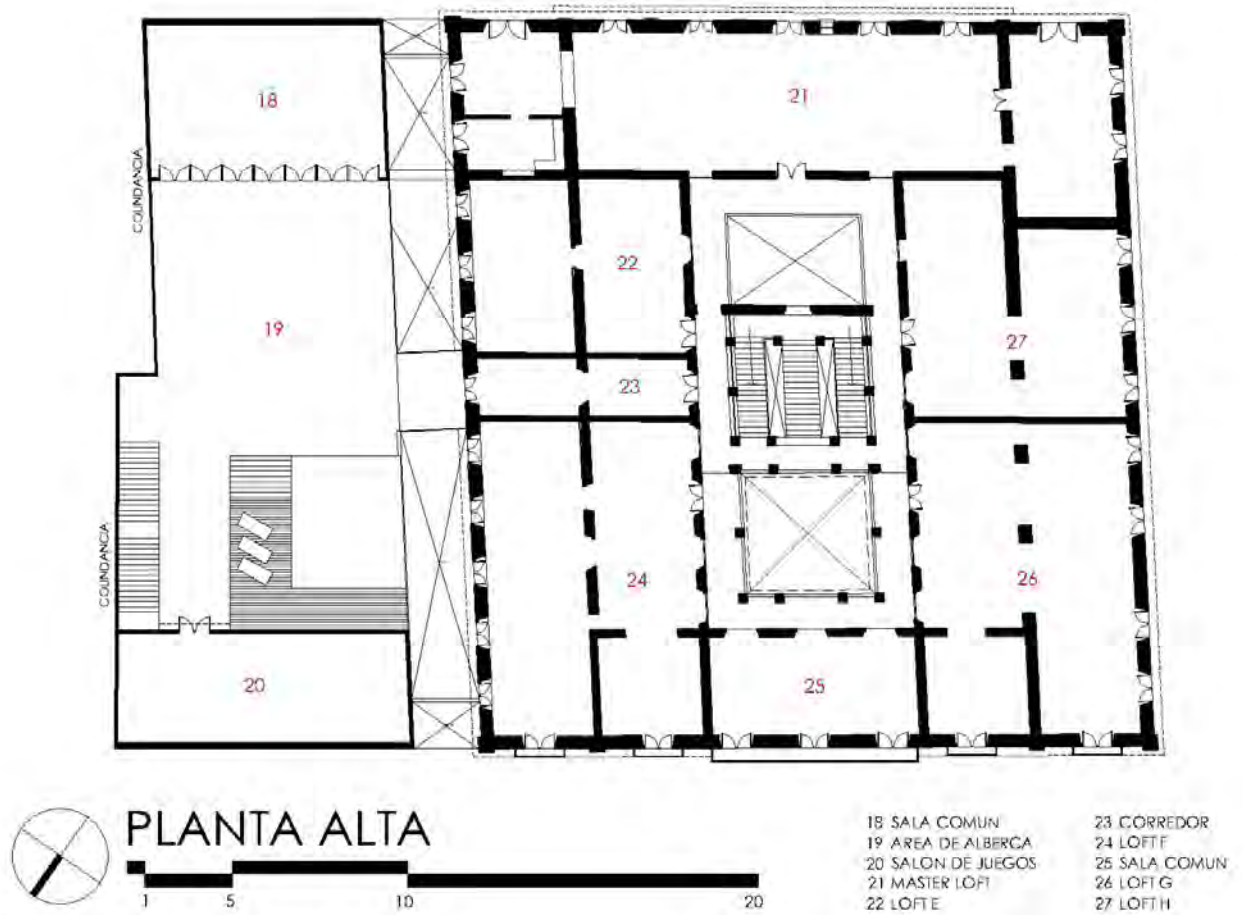 18
21
COLINDANCIA
22
19
27
23
COLINDANCIA
24
26
20
25
PLANTA ALTA
1 5 10 20
18 SALA COMUN
19 AREA DE ALBERCA
20 SALON DE JUEGOS
21 MASTER LOFT
22 LOFT E
23 CORREDOR
24 LOFT F
25 SALA COMUN
26 LOFT G
27 LOFT H